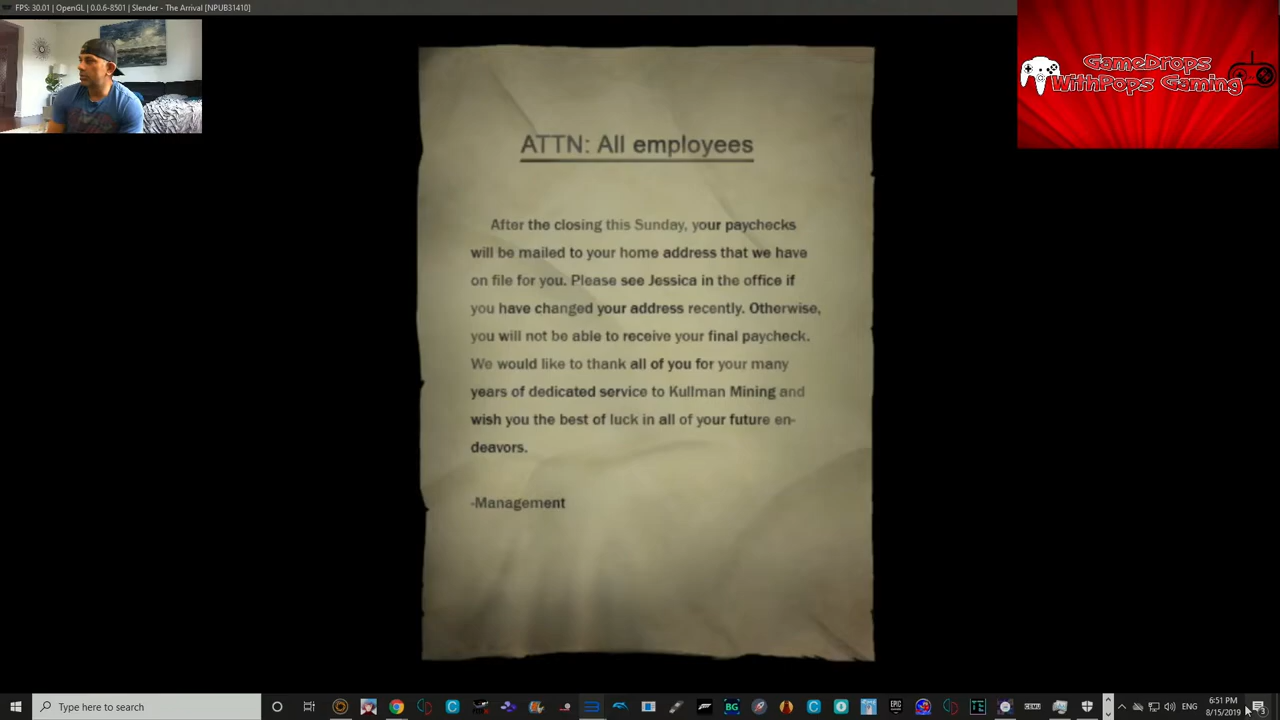 FPS: 30.01 | OpenGL | 0.0.6-8501 | Slender - The Arrival [NPUB31410]
GameDrops
WithPops Gaming
ATTN: All employees
After the closing this Sunday, your paychecks
will be mailed to your home address that we have
on file for you. Please see Jessica in the office if
you have changed your address recently. Otherwise,
you will not be able to receive your final paycheck.
We would like to thank all of you for your many
years of dedicated service to Kullman Mining and
wish you the best of luck in all of your future en-
deavors.
-Management
Type here to search
BG
EPIC
CEMU
ENG
6:51 PM
8/15/2019